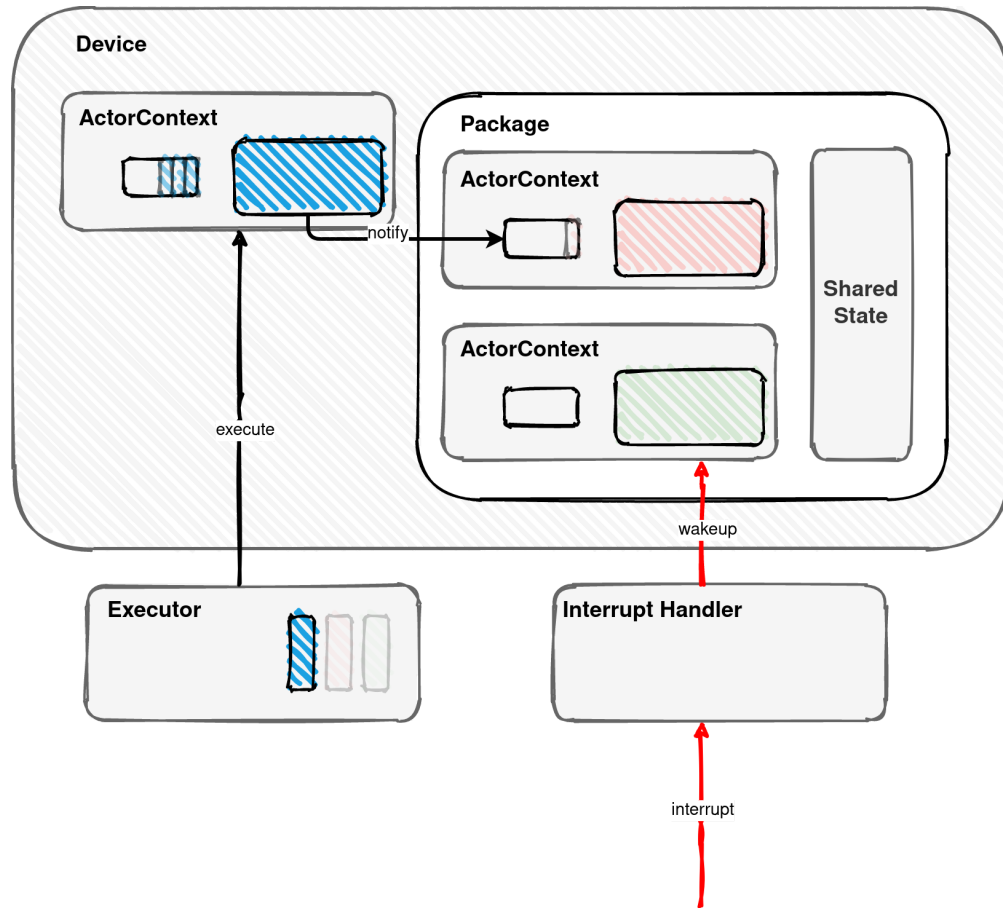 Device
ActorContext
Package
ActorContext
notify
Shared
State
ActorContext
execute
wakeup
Executor
Interrupt Handler
interrupt